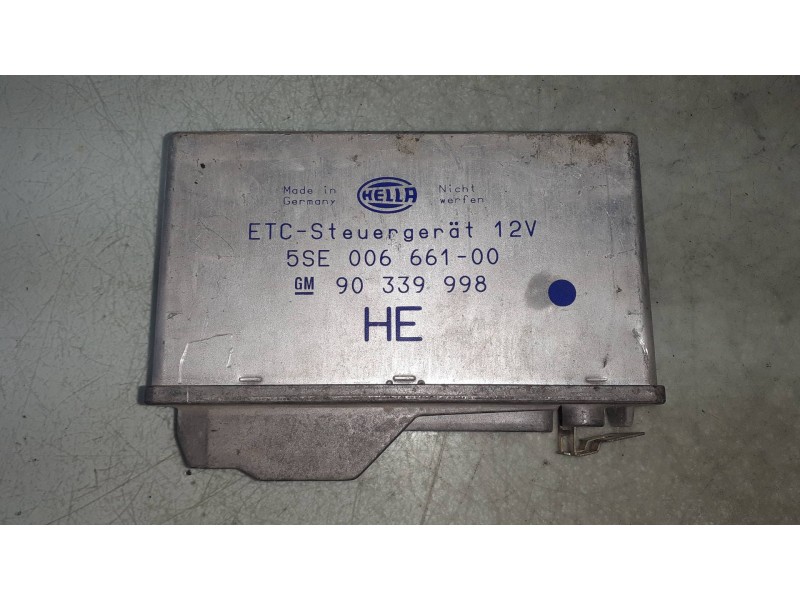 Made in Germany
HELLA
Nicht werfen
ETC-Steuergerät 12V
5SE 006 661-00
GM 90 339 998
HE